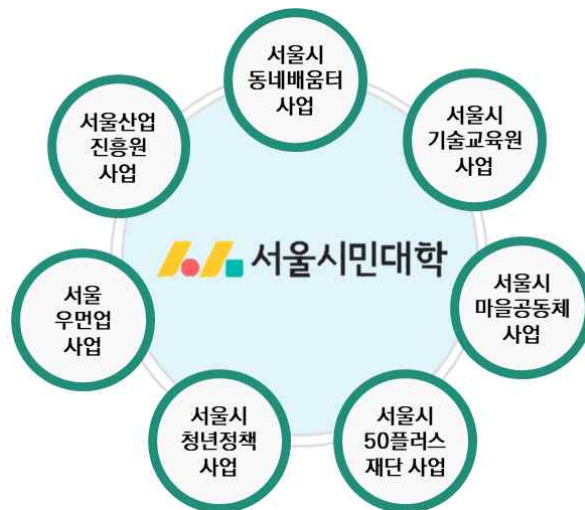 서울시
동네배움터
사업
서울시
기술교육원
사업
서울시
마을공동체
사업
서울시
50플러스
재단 사업
서울시
청년정책
사업
서울
우먼업
사업
서울산업
진흥원
사업
서울시민대학